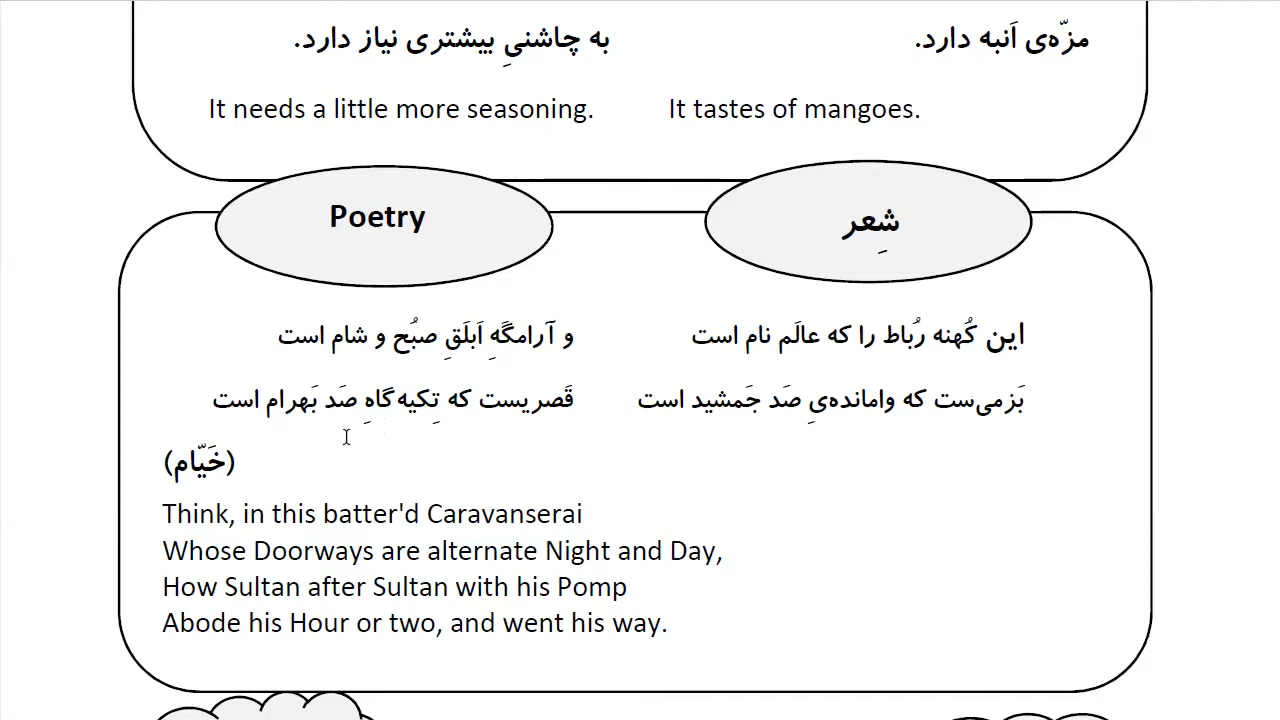 مزّه‌ی اَنبه دارد.
به چاشنیِ بیشتری نیاز دارد.
It needs a little more seasoning.
It tastes of mangoes.
Poetry
شِعر
این کُهنه رُباط را که عالَم نام است
و آرامگَهِ اَبلَقِ صبُح و شام است
بَزمی‌ست که وامانده‌یِ صَد جَمشید است
قَصریست که تِکیه‌گاهِ صَد بَهرام است
(خَیّام)
Think, in this batter'd Caravanserai
Whose Doorways are alternate Night and Day,
How Sultan after Sultan with his Pomp
Abode his Hour or two, and went his way.